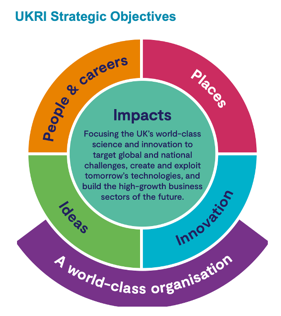 UKRI Strategic Objectives
People & careers
Places
Impacts
Focusing the UK's world-class
science and innovation to
target global and national
challenges, create and exploit
tomorrow's technologies, and
build the high-growth business
sectors of the future.
Ideas
Innovation
A world-class organisation